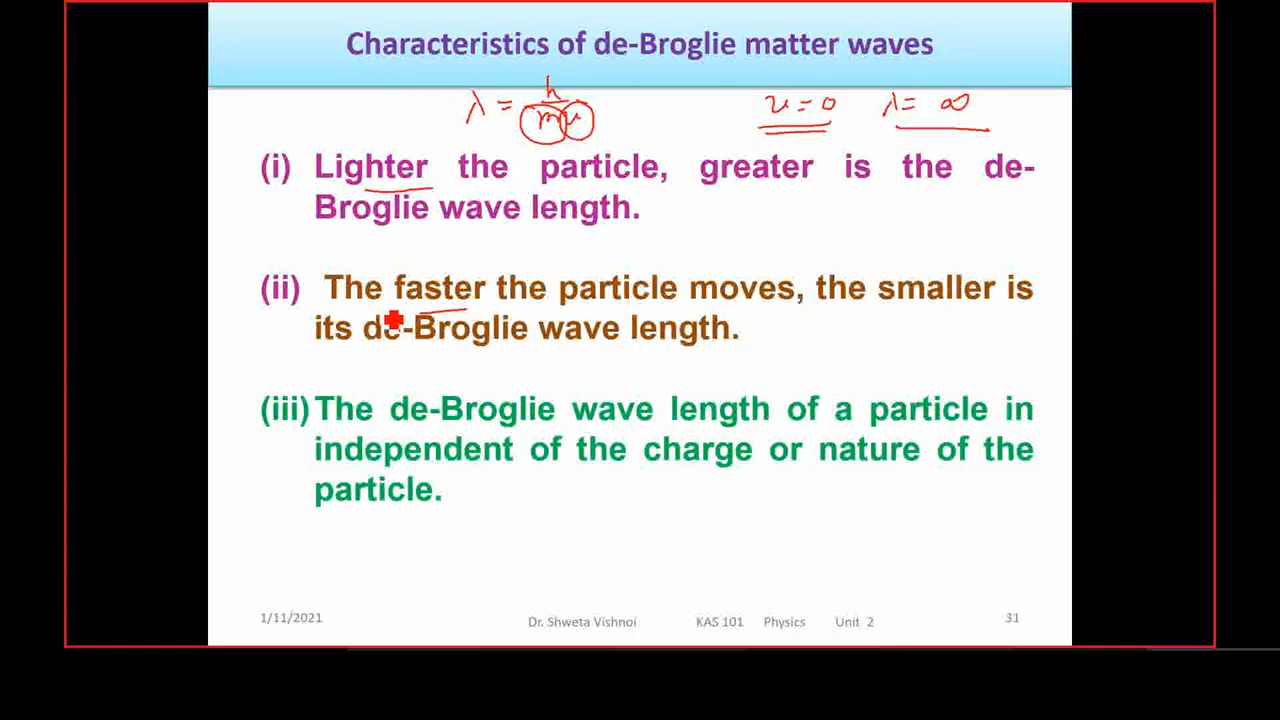 Characteristics of de-Broglie matter waves
λ = h/mv
v = 0 λ = ∞
(i) Lighter the particle, greater is the de-
Broglie wave length.
(ii) The faster the particle moves, the smaller is
its de-Broglie wave length.
(iii) The de-Broglie wave length of a particle in
independent of the charge or nature of the
particle.
1/11/2021 Dr. Shweta Vishnoi KAS 101 Physics Unit 2 31